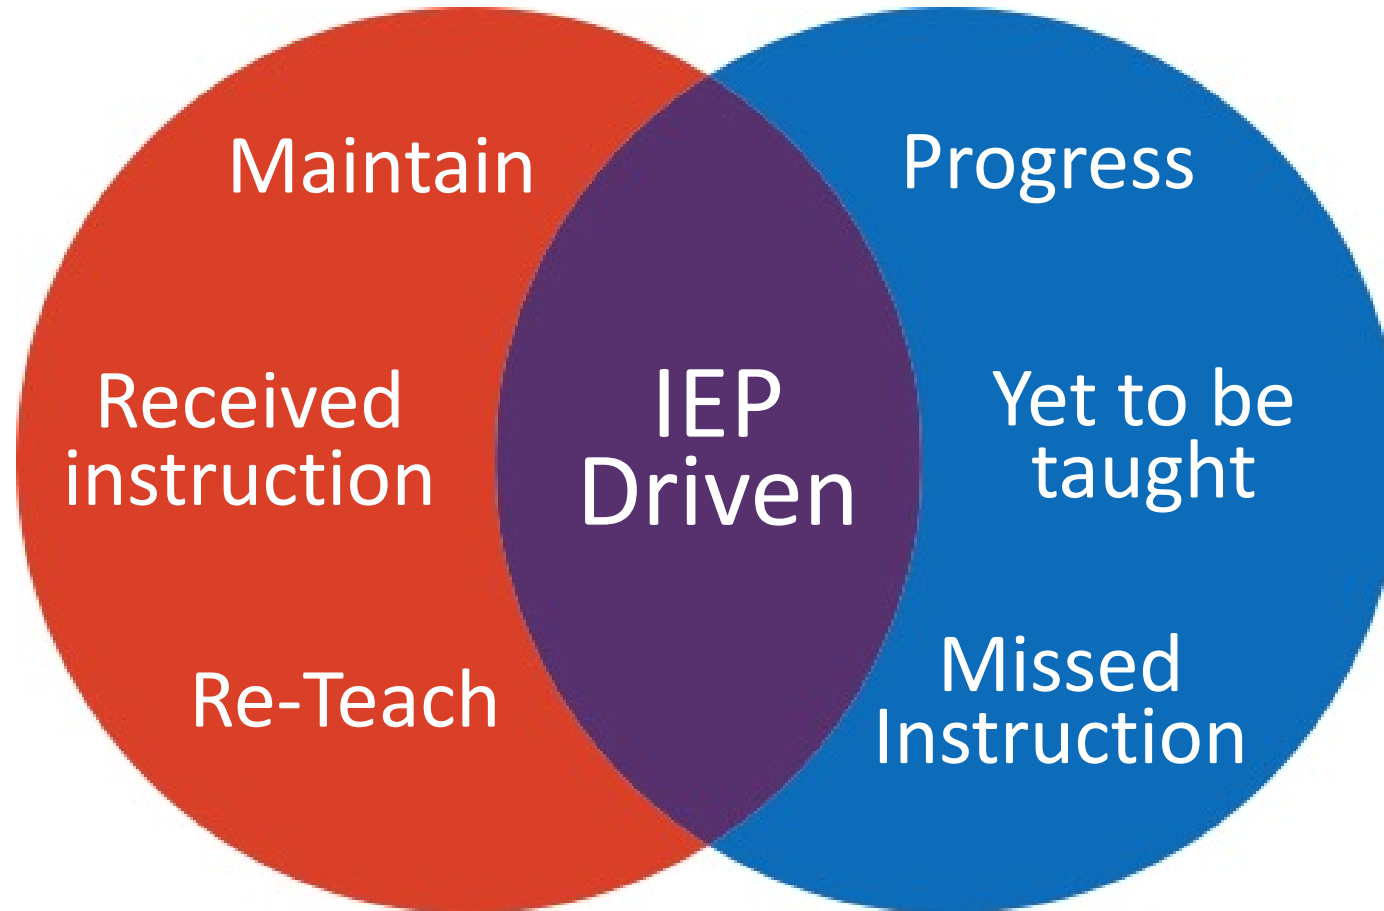 Maintain
Received
instruction
Re-Teach
IEP
Driven
Progress
Yet to be
taught
Missed
Instruction